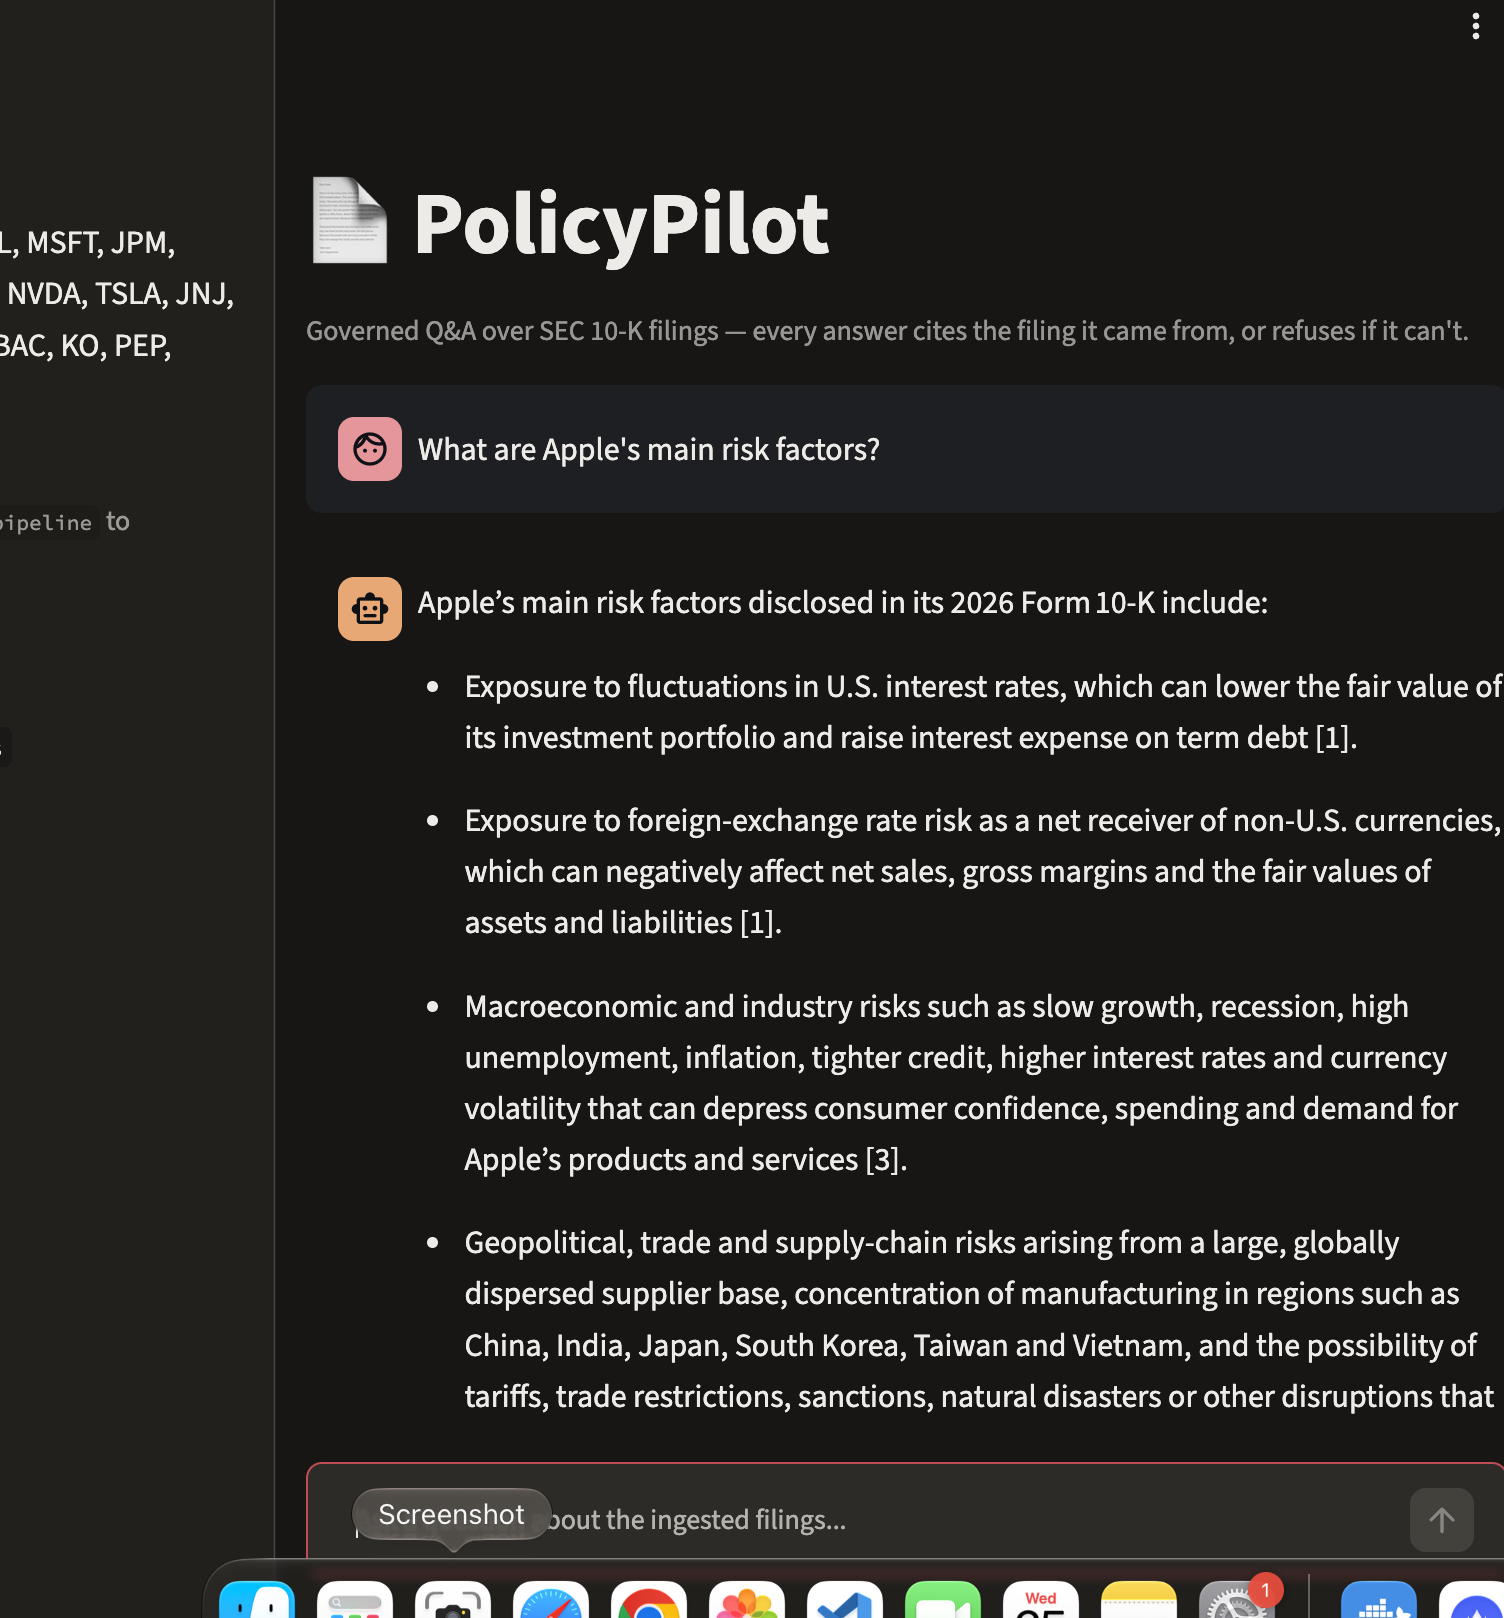 L, MSFT, JPM,
NVDA, TSLA, JNJ,
BAC, KO, PEP,
pipeline to
s
PolicyPilot
Governed Q&A over SEC 10-K filings — every answer cites the filing it came from, or refuses if it can't.
What are Apple's main risk factors?
Apple’s main risk factors disclosed in its 2026 Form 10-K include:
• Exposure to fluctuations in U.S. interest rates, which can lower the fair value of
its investment portfolio and raise interest expense on term debt [1].
• Exposure to foreign-exchange rate risk as a net receiver of non-U.S. currencies,
which can negatively affect net sales, gross margins and the fair values of
assets and liabilities [1].
• Macroeconomic and industry risks such as slow growth, recession, high
unemployment, inflation, tighter credit, higher interest rates and currency
volatility that can depress consumer confidence, spending and demand for
Apple’s products and services [3].
• Geopolitical, trade and supply-chain risks arising from a large, globally
dispersed supplier base, concentration of manufacturing in regions such as
China, India, Japan, South Korea, Taiwan and Vietnam, and the possibility of
tariffs, trade restrictions, sanctions, natural disasters or other disruptions that
Screenshot
about the ingested filings...
Wed
1